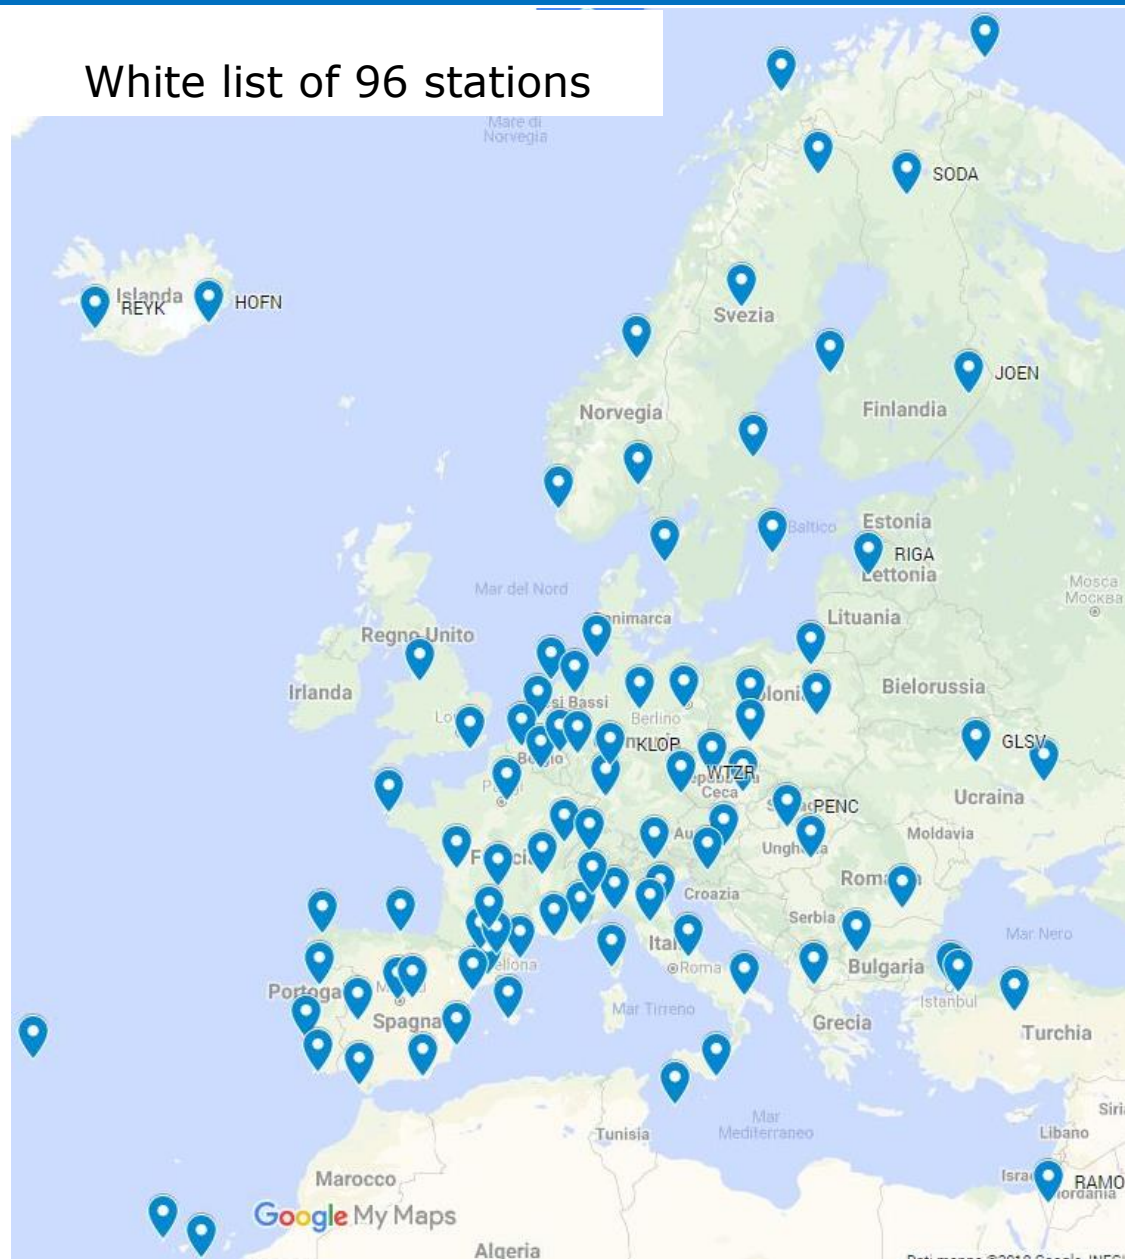 White list of 96 stations
Mare di
Norvegia
SODA
Islanda
REYK
HOFN
Svezia
JOEN
Norvegia
Finlandia
Baltico
Estonia
RIGA
Lettonia
Mar del Nord
Mosca
Москва
Lituania
Regno Unito
Irlanda
Bielorussia
Berlino
KLOP
GLSV
WTZR
Ceca
PENC
Ucraina
Moldavia
Croazia
Serbia
Mar Nero
Roma
Bulgaria
Istanbul
Spagna
Mar Tirreno
Grecia
Turchia
Mar
Mediterraneo
Tunisia
Libano
Marocco
RAMO
Google My Maps
Algeria